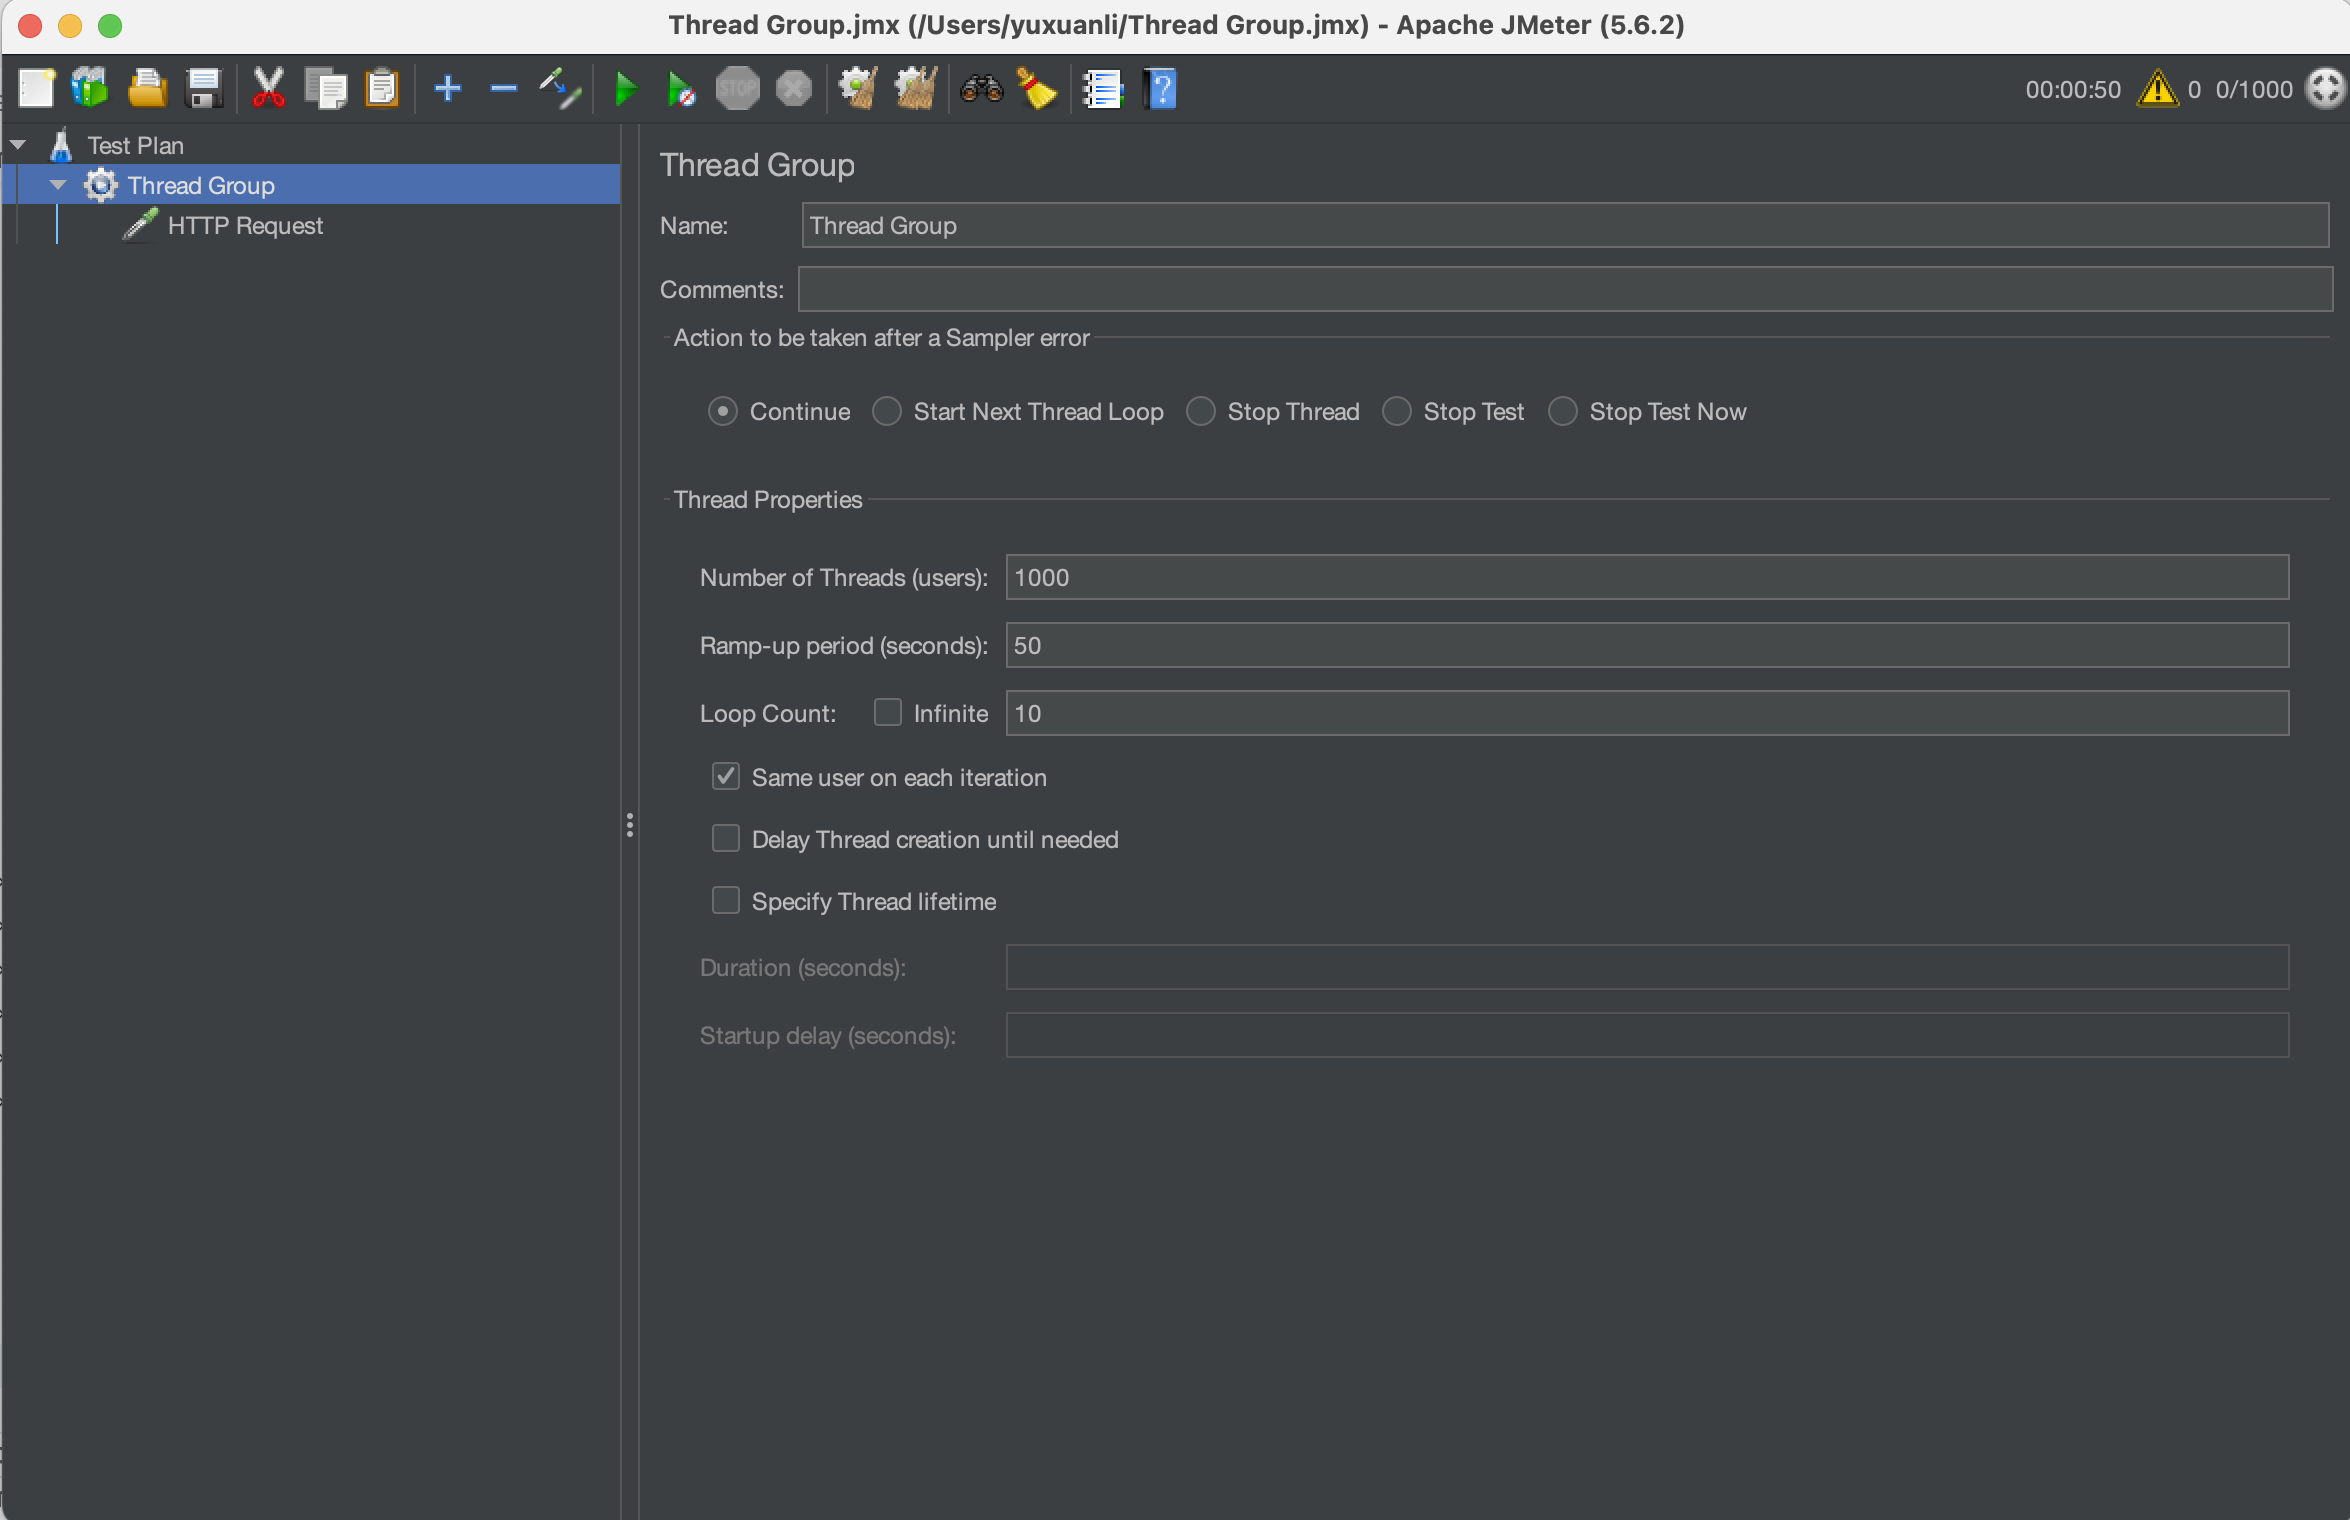 Thread Group.jmx (/Users/yuxuanli/Thread Group.jmx) - Apache JMeter (5.6.2)
STOP
?
00:00:50 0 0/1000
Test Plan
Thread Group
HTTP Request
Thread Group
Name: Thread Group
Comments:
Action to be taken after a Sampler error
Continue Start Next Thread Loop Stop Thread Stop Test Stop Test Now
Thread Properties
Number of Threads (users): 1000
Ramp-up period (seconds): 50
Loop Count: Infinite 10
Same user on each iteration
Delay Thread creation until needed
Specify Thread lifetime
Duration (seconds):
Startup delay (seconds):